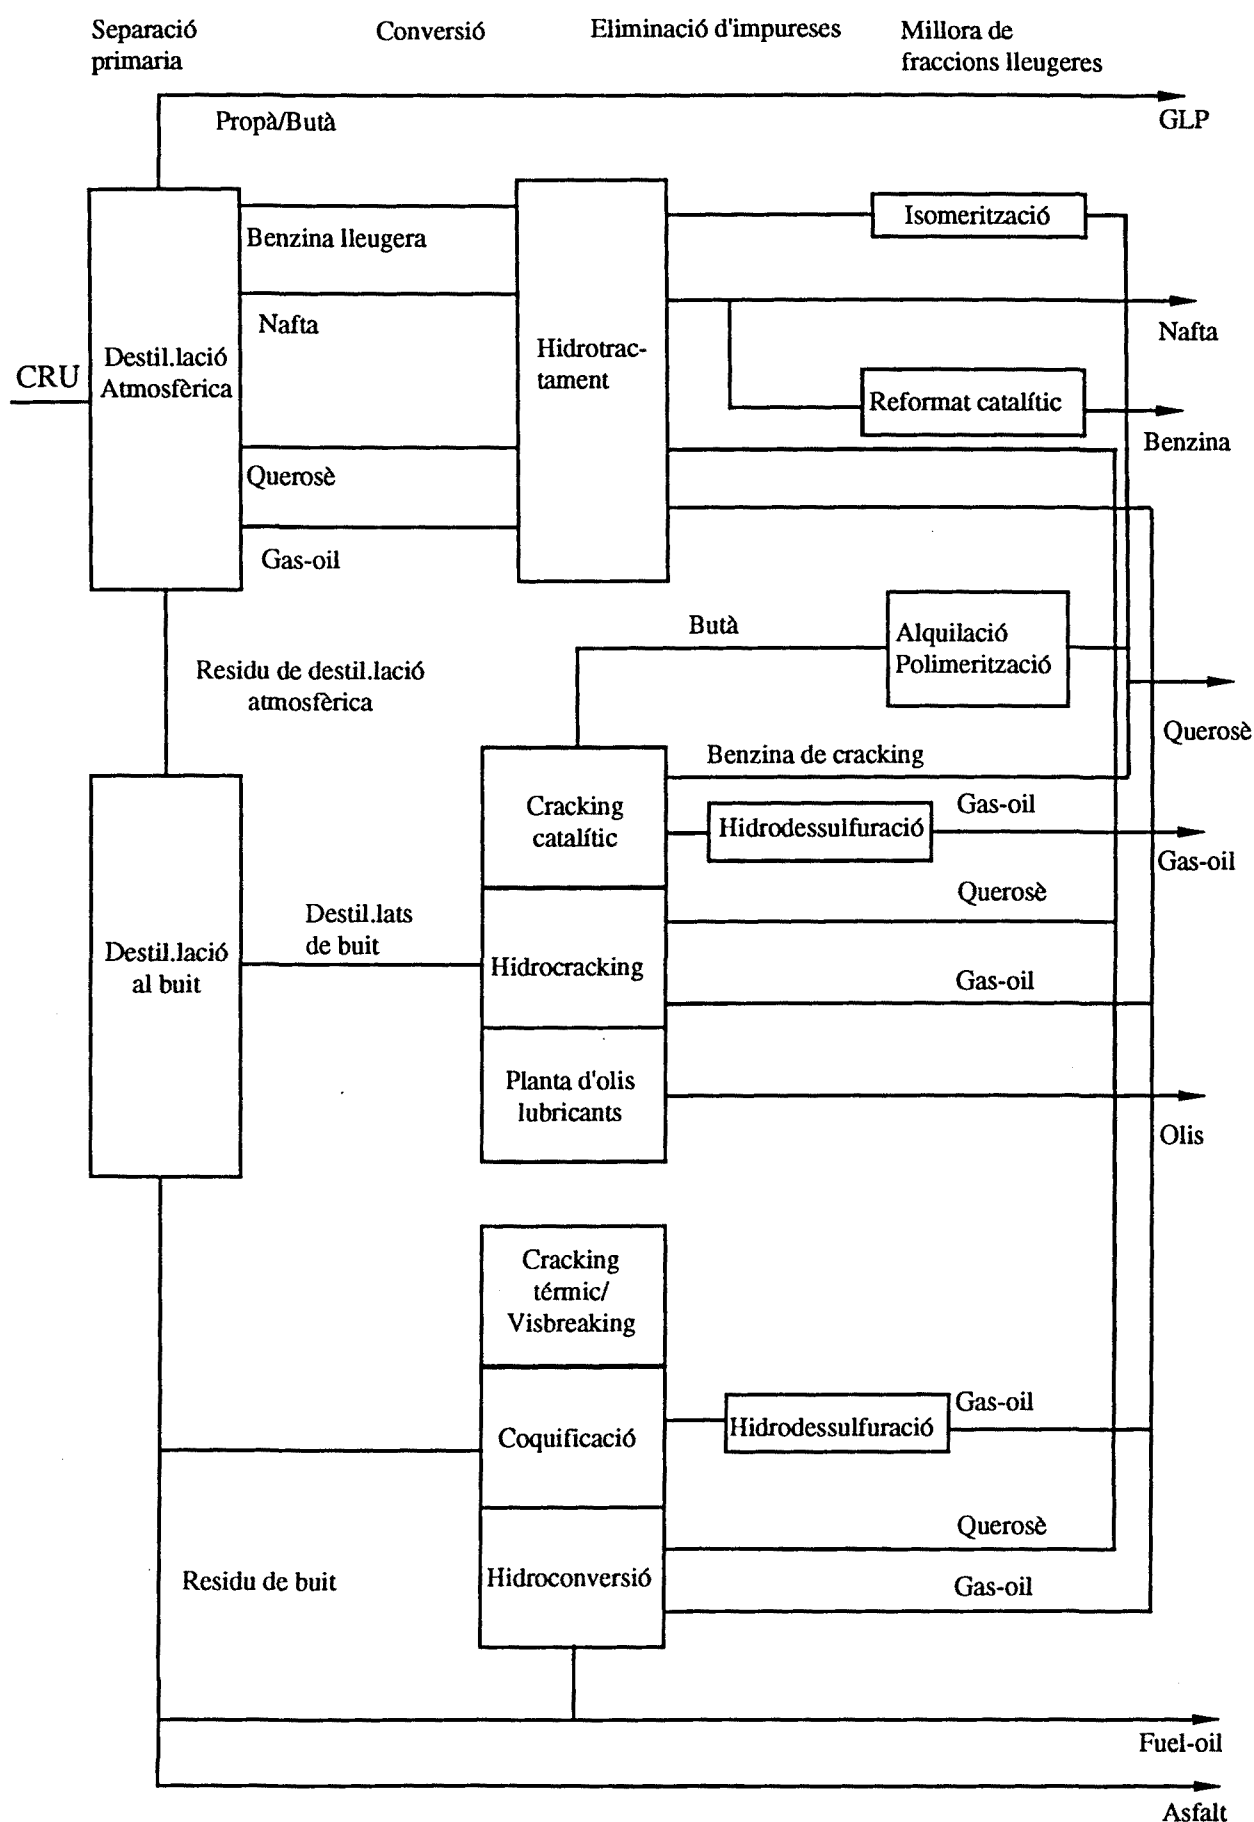 Separació
primaria
Conversió
Eliminació d'impureses
Millora de
fraccions lleugeres
Propà/Butà
GLP
Benzina lleugera
Isomerització
Nafta
Nafta
CRU
Destil.lació
Atmosfèrica
Hidrotrac-
tament
Reformat catalític
Benzina
Querosè
Gas-oil
Residu de destil.lació
atmosfèrica
Butà
Alquilació
Polimerització
Querosè
Benzina de cracking
Cracking
catalític
Hidrodessulfuració
Gas-oil
Gas-oil
Querosè
Destil.lació
al buit
Destil.lats
de buit
Hidrocracking
Gas-oil
Planta d'olis
lubricants
Olis
Cracking
térmic/
Visbreaking
Coquificació
Hidrodessulfuració
Gas-oil
Querosè
Residu de buit
Hidroconversió
Gas-oil
Fuel-oil
Asfalt